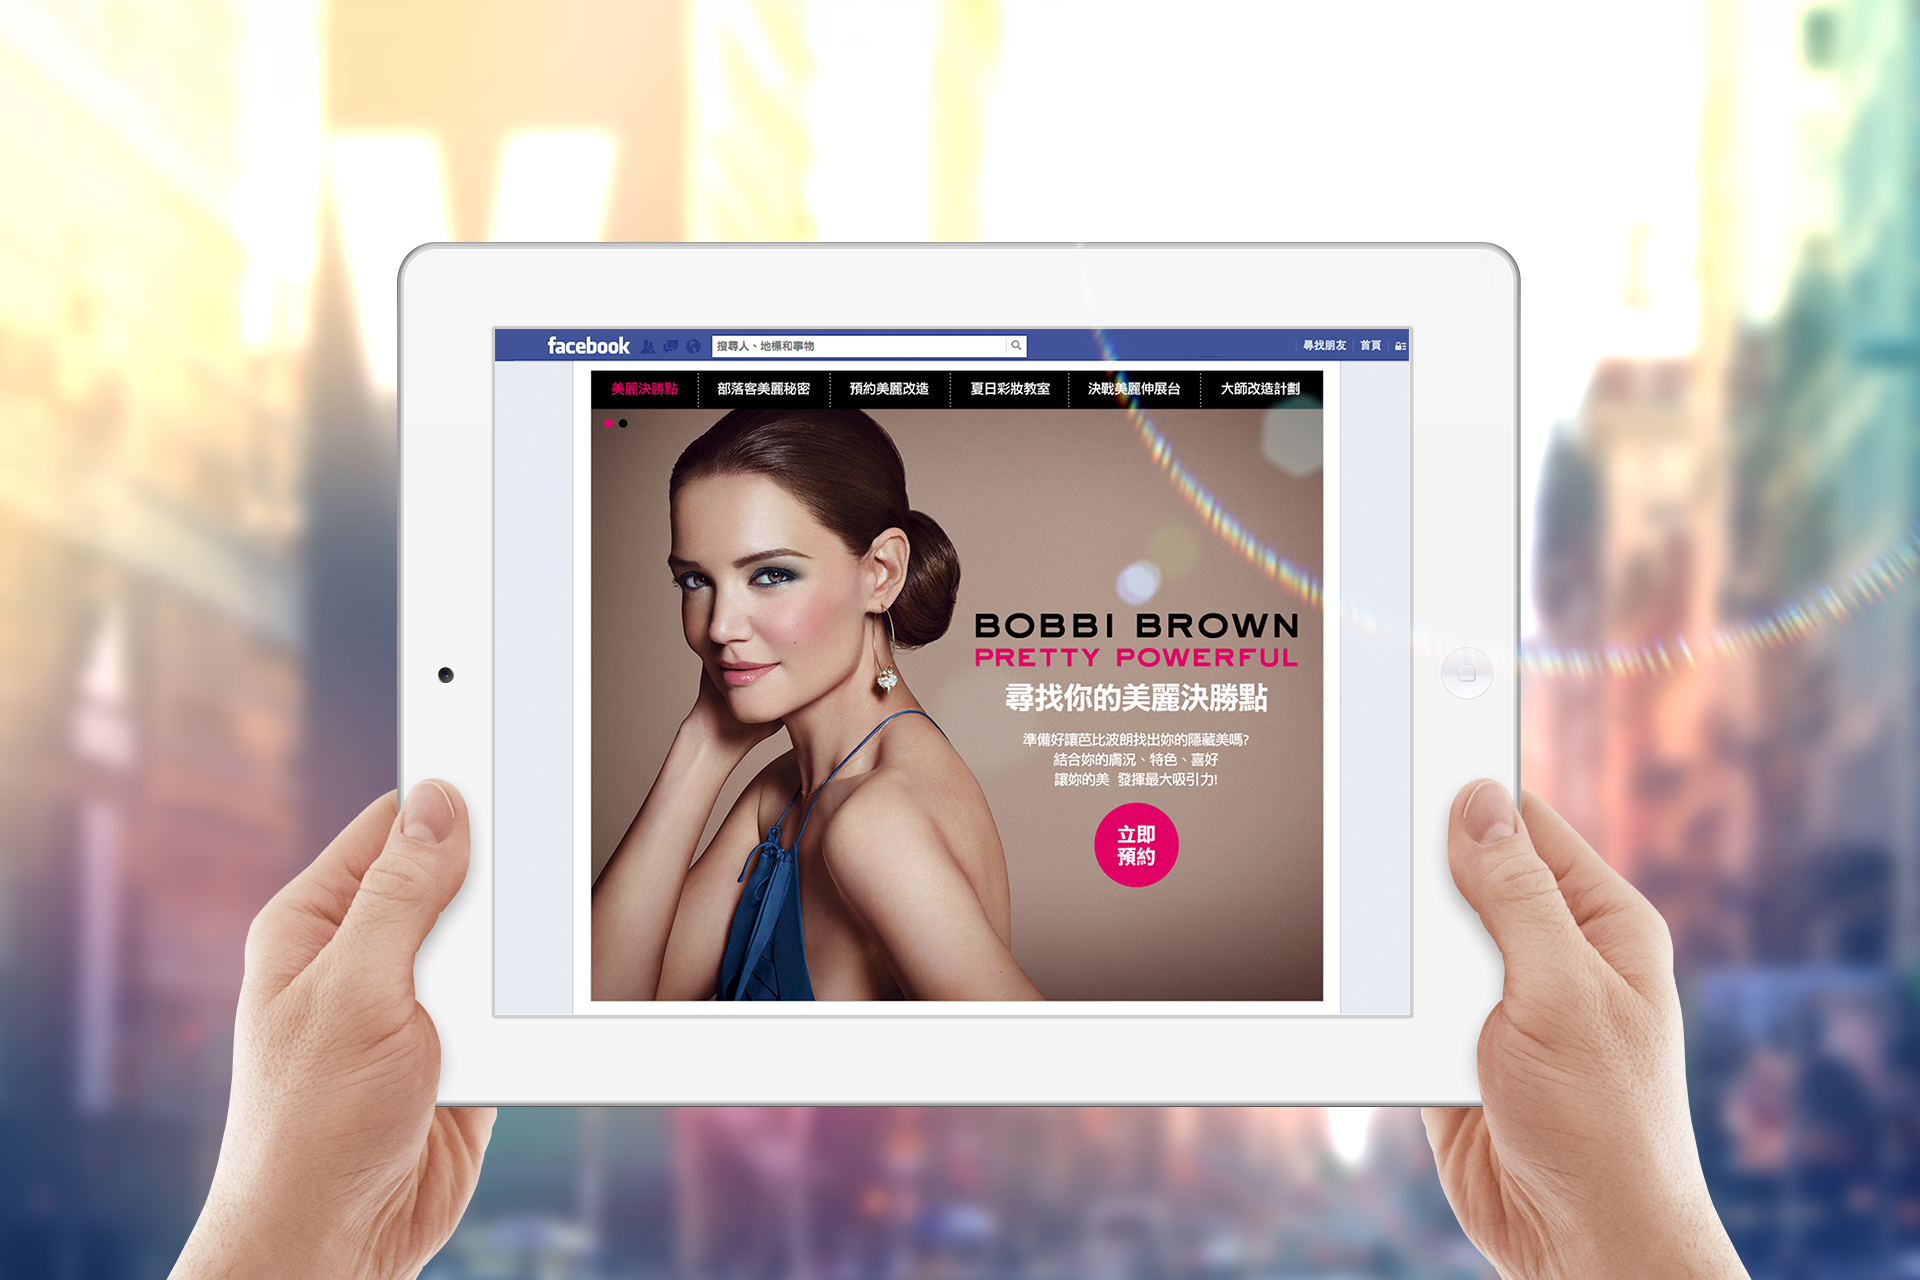 facebook
搜尋人、地標和事物
尋找朋友 首頁
美麗決勝點 部落客美麗秘密 預約美麗改造 夏日彩妝教室 決戰美麗伸展台 大師改造計劃
BOBBI BROWN
PRETTY POWERFUL
尋找你的美麗決勝點
準備好讓芭比波朗找出妳的隱藏美嗎?
結合妳的膚況、特色、喜好
讓妳的美 發揮最大吸引力!
立即
預約